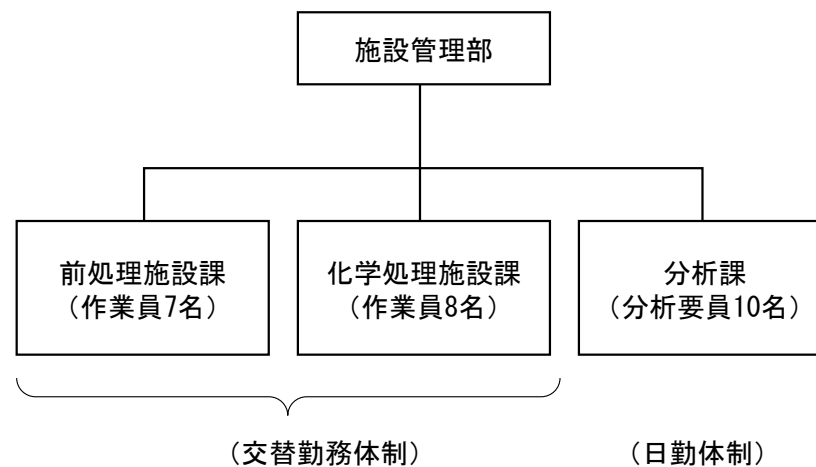 施設管理部
前処理施設課
（作業員7名）
化学処理施設課
（作業員8名）
分析課
（分析要員10名）
（交替勤務体制）
（日勤体制）